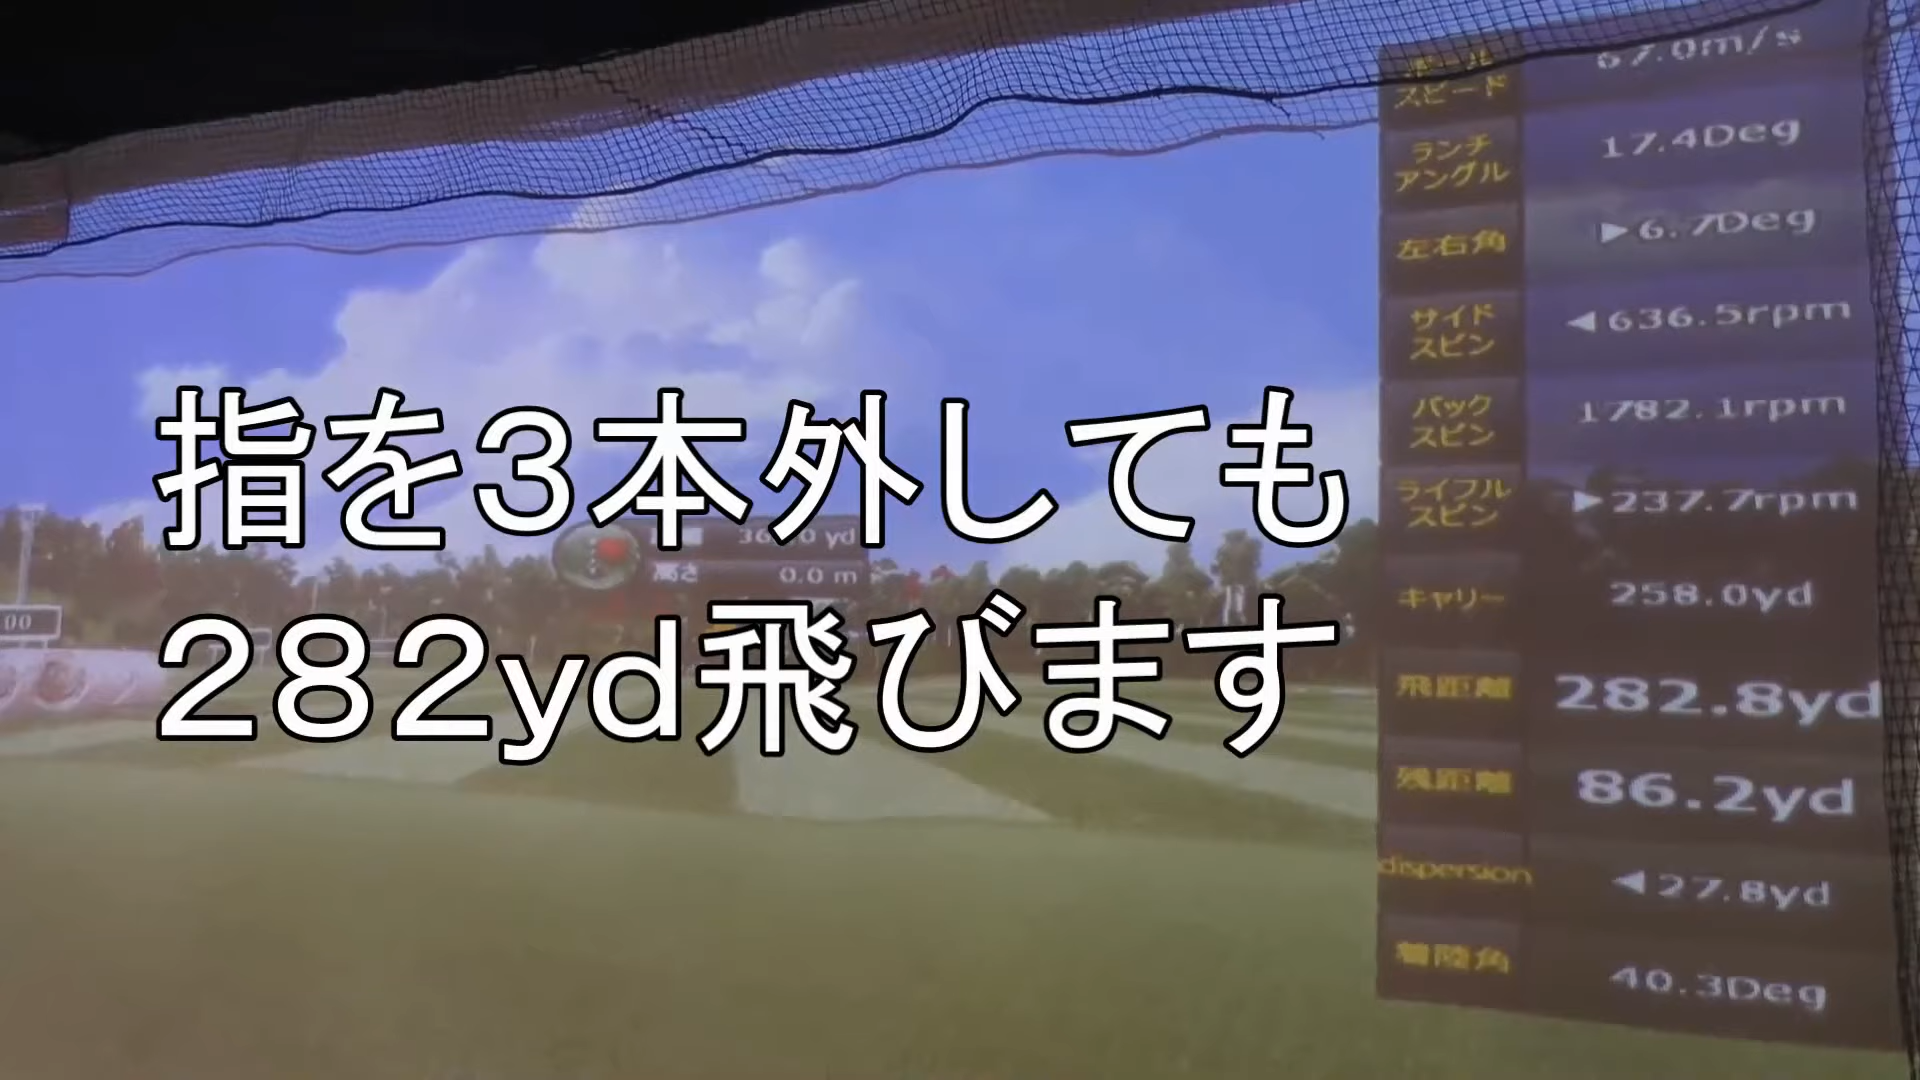 ボール
スピード
67.0m/s
ランチ
アングル
17.4Deg
左右角
▶6.7Deg
サイド
スピン
◀636.5rpm
バック
スピン
1782.1rpm
ライフル
スピン
▶237.7rpm
キャリー
258.0yd
飛距離
282.8yd
残距離
86.2yd
dispersion
◀27.8yd
着陸角
40.3Deg
指を3本外しても
282yd飛びます
yd
高さ
0.0 m
00